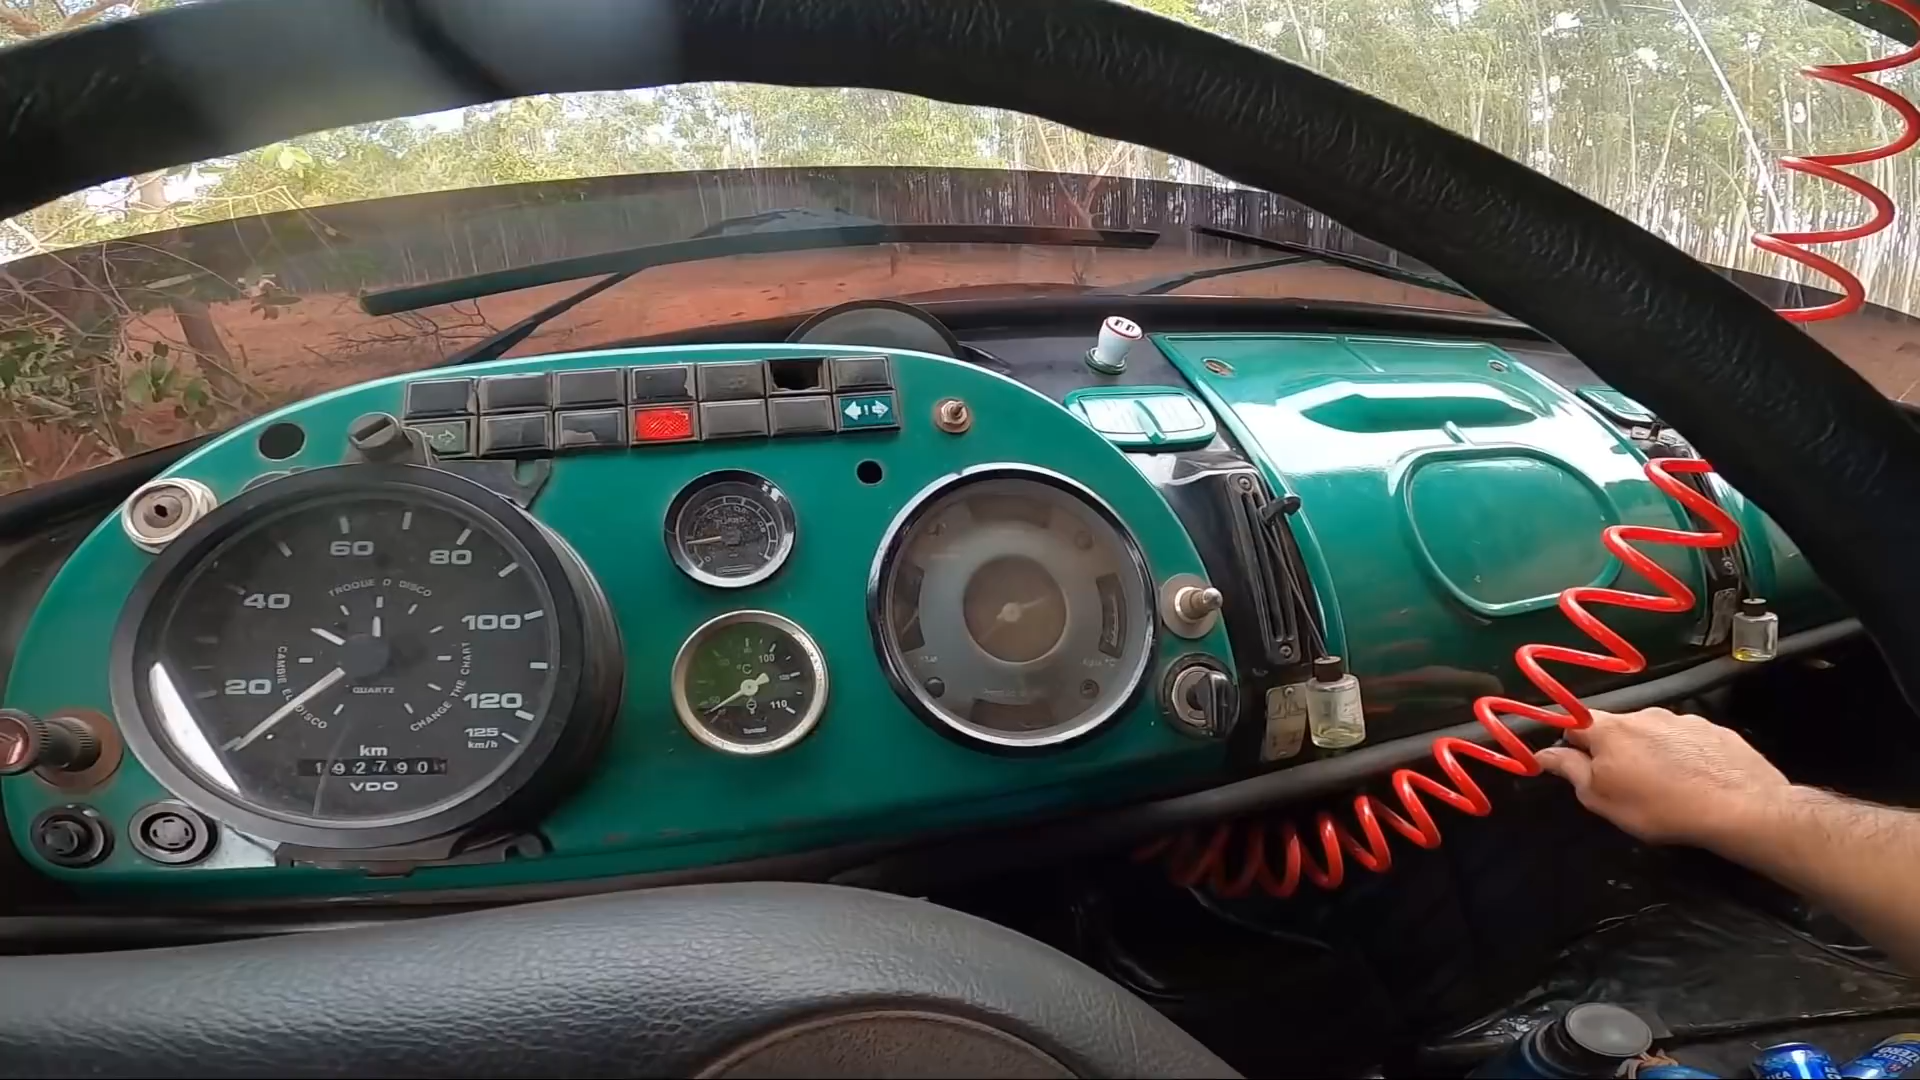 TURBO
60
80
40
TROQUE O DISCO
100
20
CAMBIE EL DISCO
QUARTZ
CHANGE THE CHART
120
125
km/h
km
192790
VDO
°C
100
110